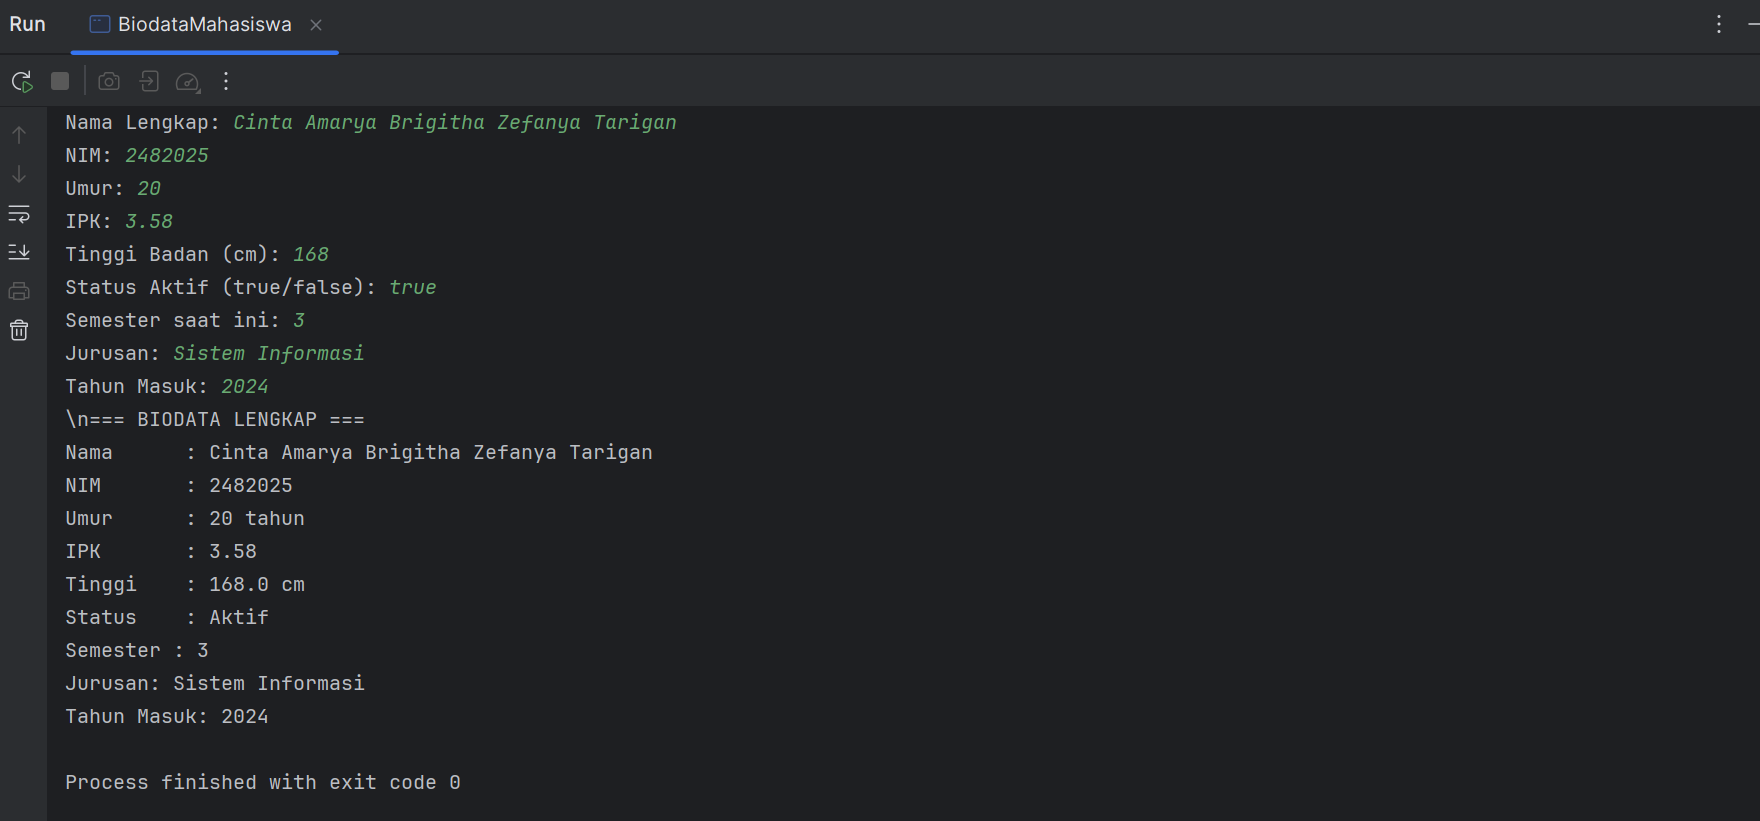 Run BiodataMahasiswa
Nama Lengkap: Cinta Amarya Brigitha Zefanya Tarigan
NIM: 2482025
Umur: 20
IPK: 3.58
Tinggi Badan (cm): 168
Status Aktif (true/false): true
Semester saat ini: 3
Jurusan: Sistem Informasi
Tahun Masuk: 2024
\n=== BIODATA LENGKAP ===
Nama      : Cinta Amarya Brigitha Zefanya Tarigan
NIM       : 2482025
Umur      : 20 tahun
IPK       : 3.58
Tinggi    : 168.0 cm
Status    : Aktif
Semester : 3
Jurusan: Sistem Informasi
Tahun Masuk: 2024
Process finished with exit code 0